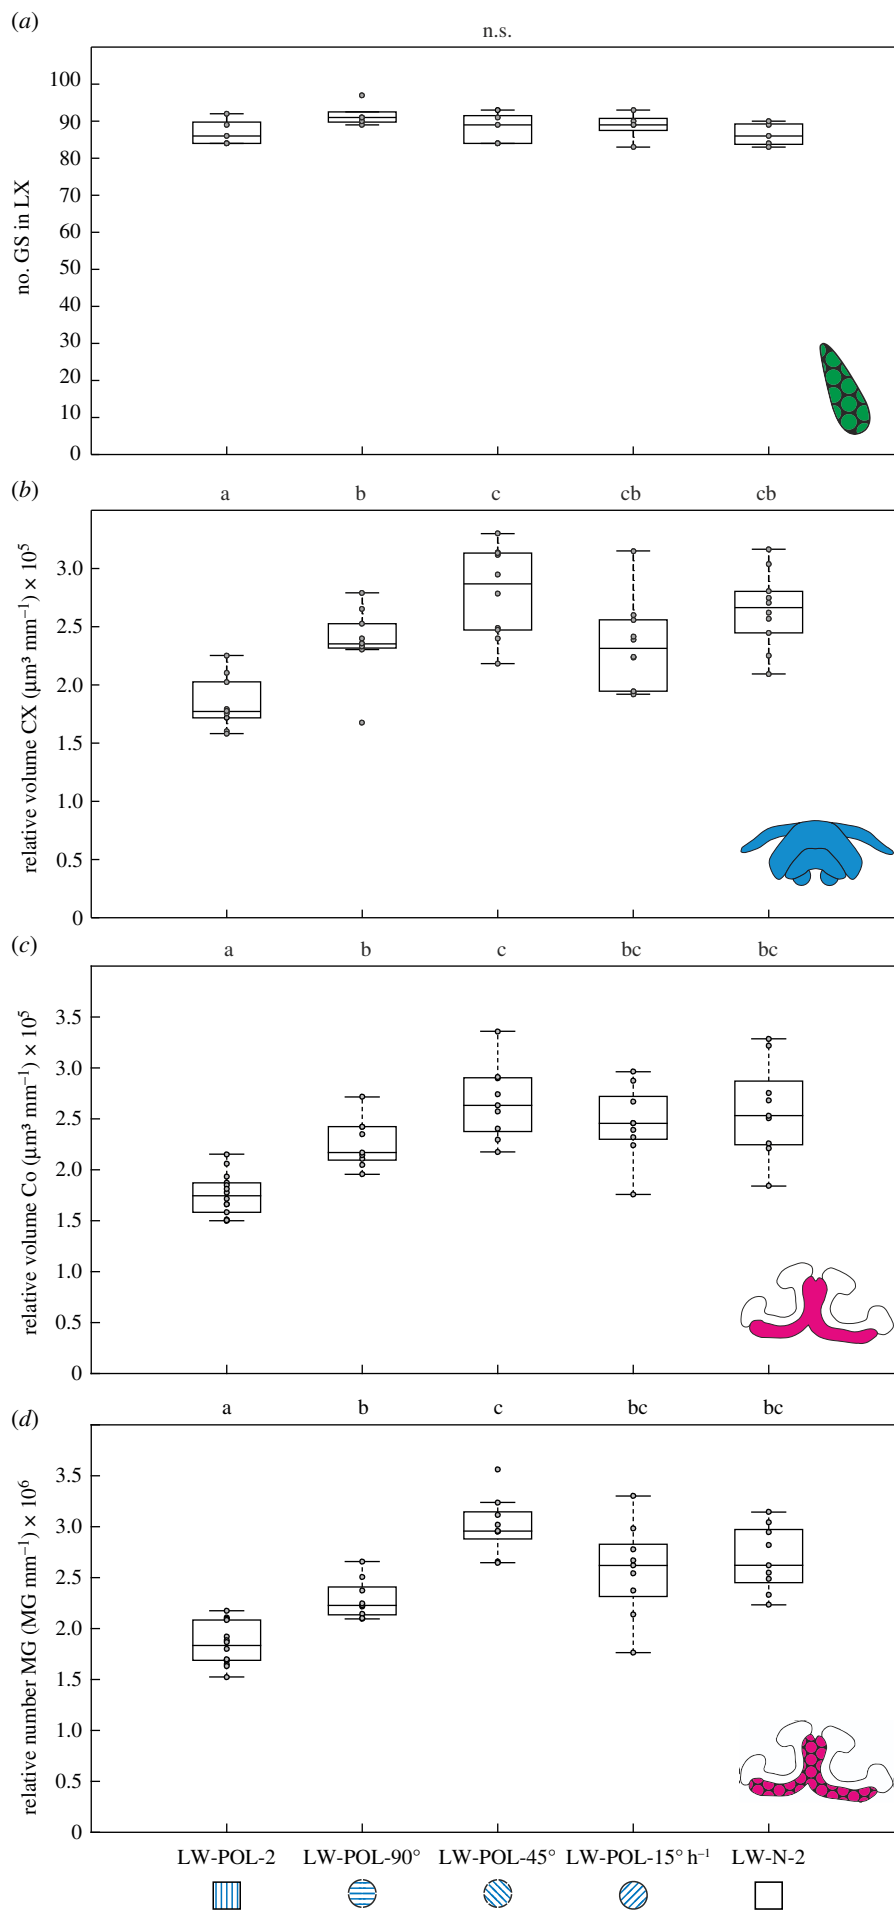 (a)
n.s.
no. GS in LX
100
90
80
70
60
50
40
30
20
10
0
(b)
a b c cb cb
relative volume CX (µm³ mm⁻¹) × 10⁵
3.0
2.5
2.0
1.5
1.0
0.5
0
(c)
a b c bc bc
relative volume Co (µm³ mm⁻¹) × 10⁵
3.5
3.0
2.5
2.0
1.5
1.0
0.5
0
(d)
a b c bc bc
relative number MG (MG mm⁻¹) × 10⁶
3.5
3.0
2.5
2.0
1.5
1.0
0.5
0
LW-POL-2 LW-POL-90° LW-POL-45° LW-POL-15° h⁻¹ LW-N-2